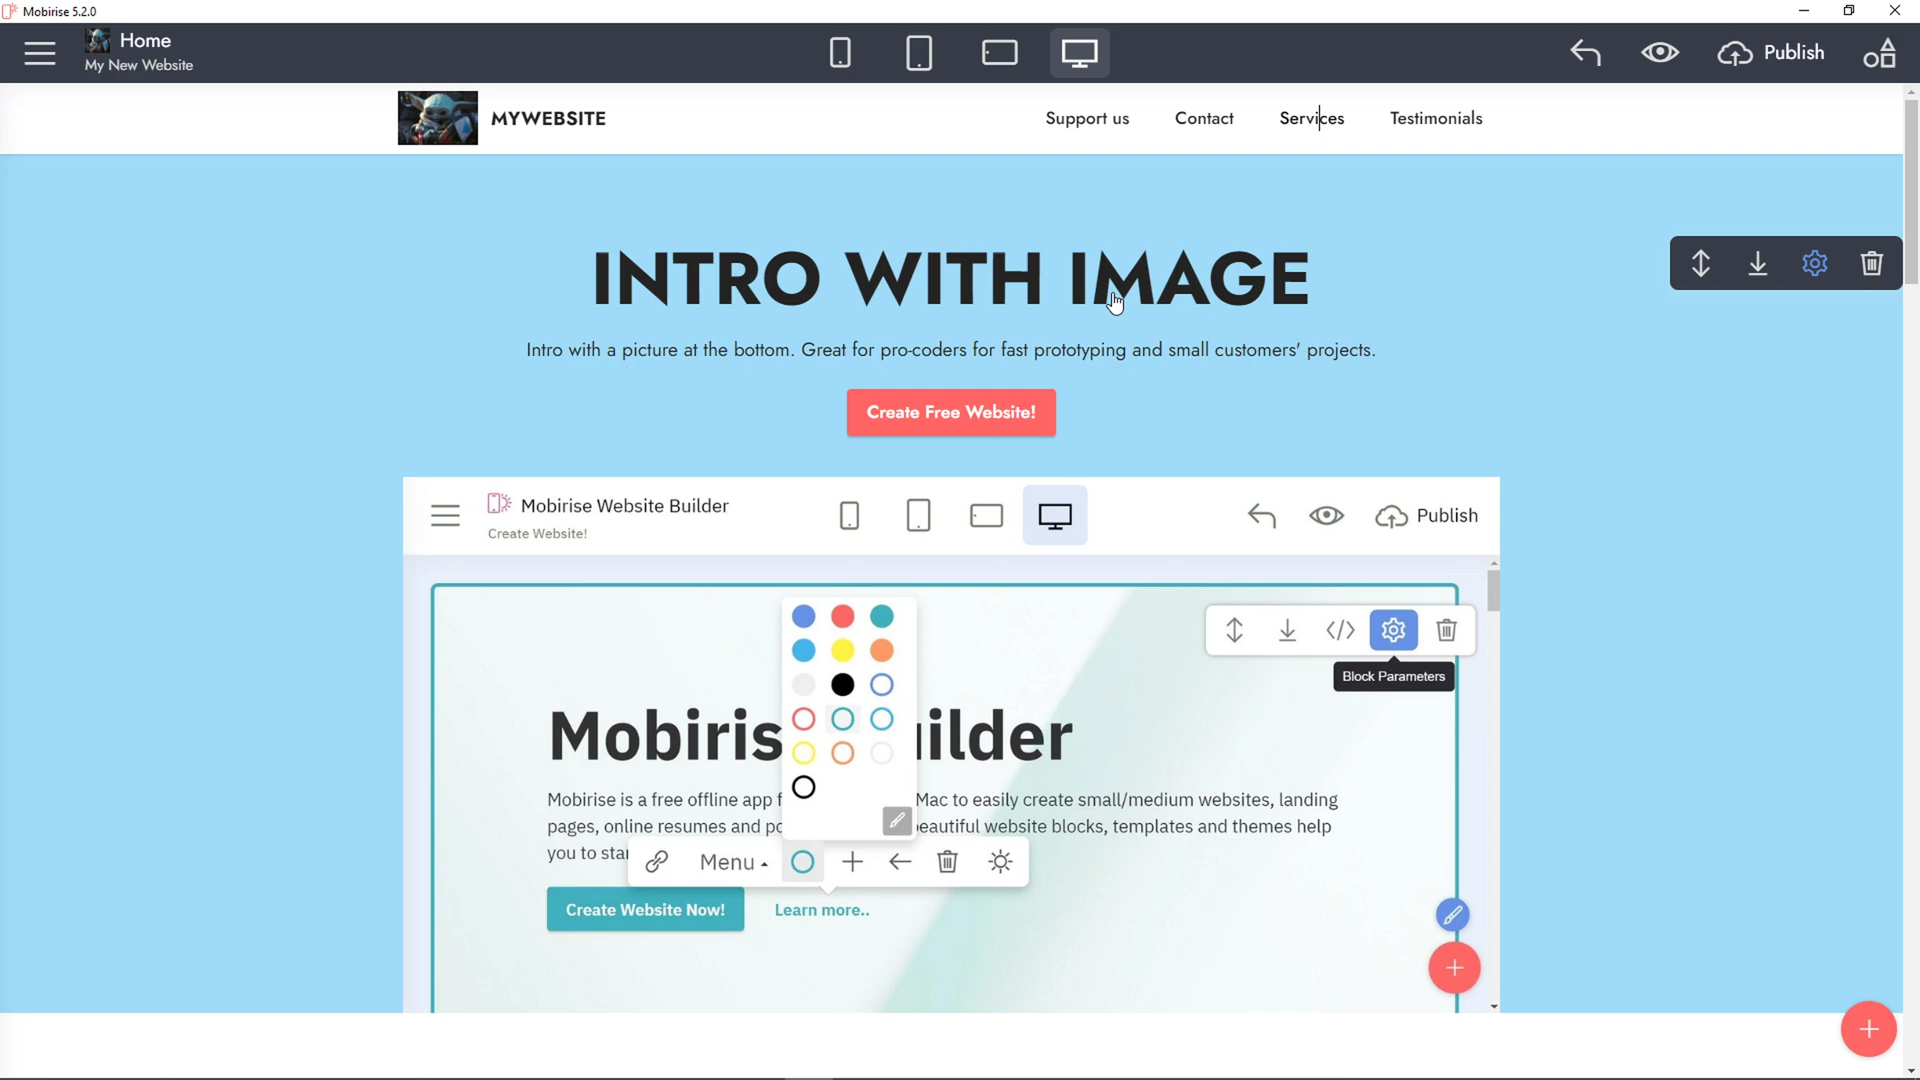 Mobirise 5.2.0
Home
My New Website
Publish
MYWEBSITE
Support us
Contact
Services
Testimonials
INTRO WITH IMAGE
Intro with a picture at the bottom. Great for pro-coders for fast prototyping and small customers' projects.
Create Free Website!
Mobirise Website Builder
Create Website!
Publish
Block Parameters
Mobiris ilder
Mobirise is a free offline app Mac to easily create small/medium websites, landing
pages, online resumes and website blocks, templates and themes help
you to
Menu
Create Website Now!
Learn more..